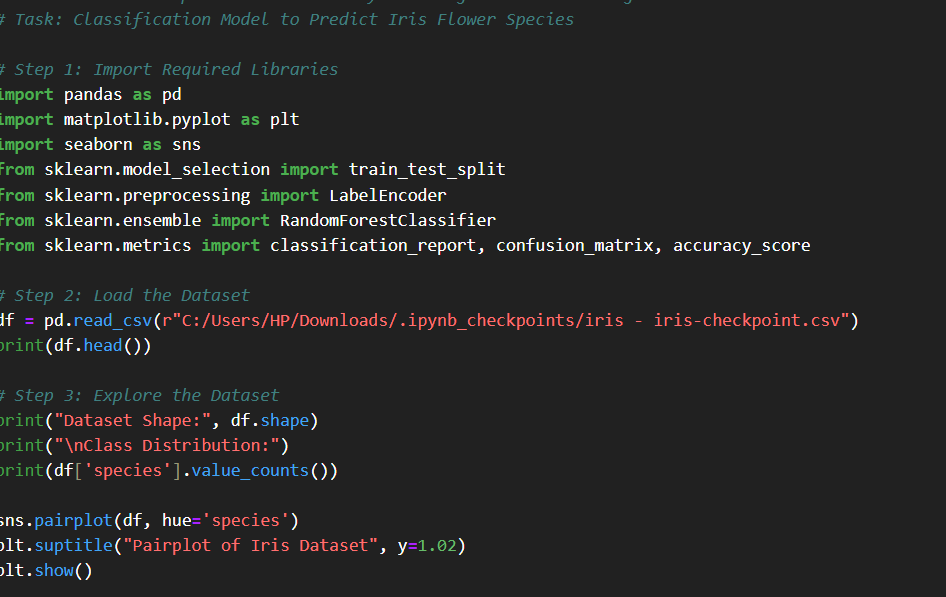 # Task: Classification Model to Predict Iris Flower Species
# Step 1: Import Required Libraries
import pandas as pd
import matplotlib.pyplot as plt
import seaborn as sns
from sklearn.model_selection import train_test_split
from sklearn.preprocessing import LabelEncoder
from sklearn.ensemble import RandomForestClassifier
from sklearn.metrics import classification_report, confusion_matrix, accuracy_score
# Step 2: Load the Dataset
df = pd.read_csv(r"C:/Users/HP/Downloads/.ipynb_checkpoints/iris - iris-checkpoint.csv")
print(df.head())
# Step 3: Explore the Dataset
print("Dataset Shape:", df.shape)
print("\nClass Distribution:")
print(df['species'].value_counts())
sns.pairplot(df, hue='species')
plt.suptitle("Pairplot of Iris Dataset", y=1.02)
plt.show()